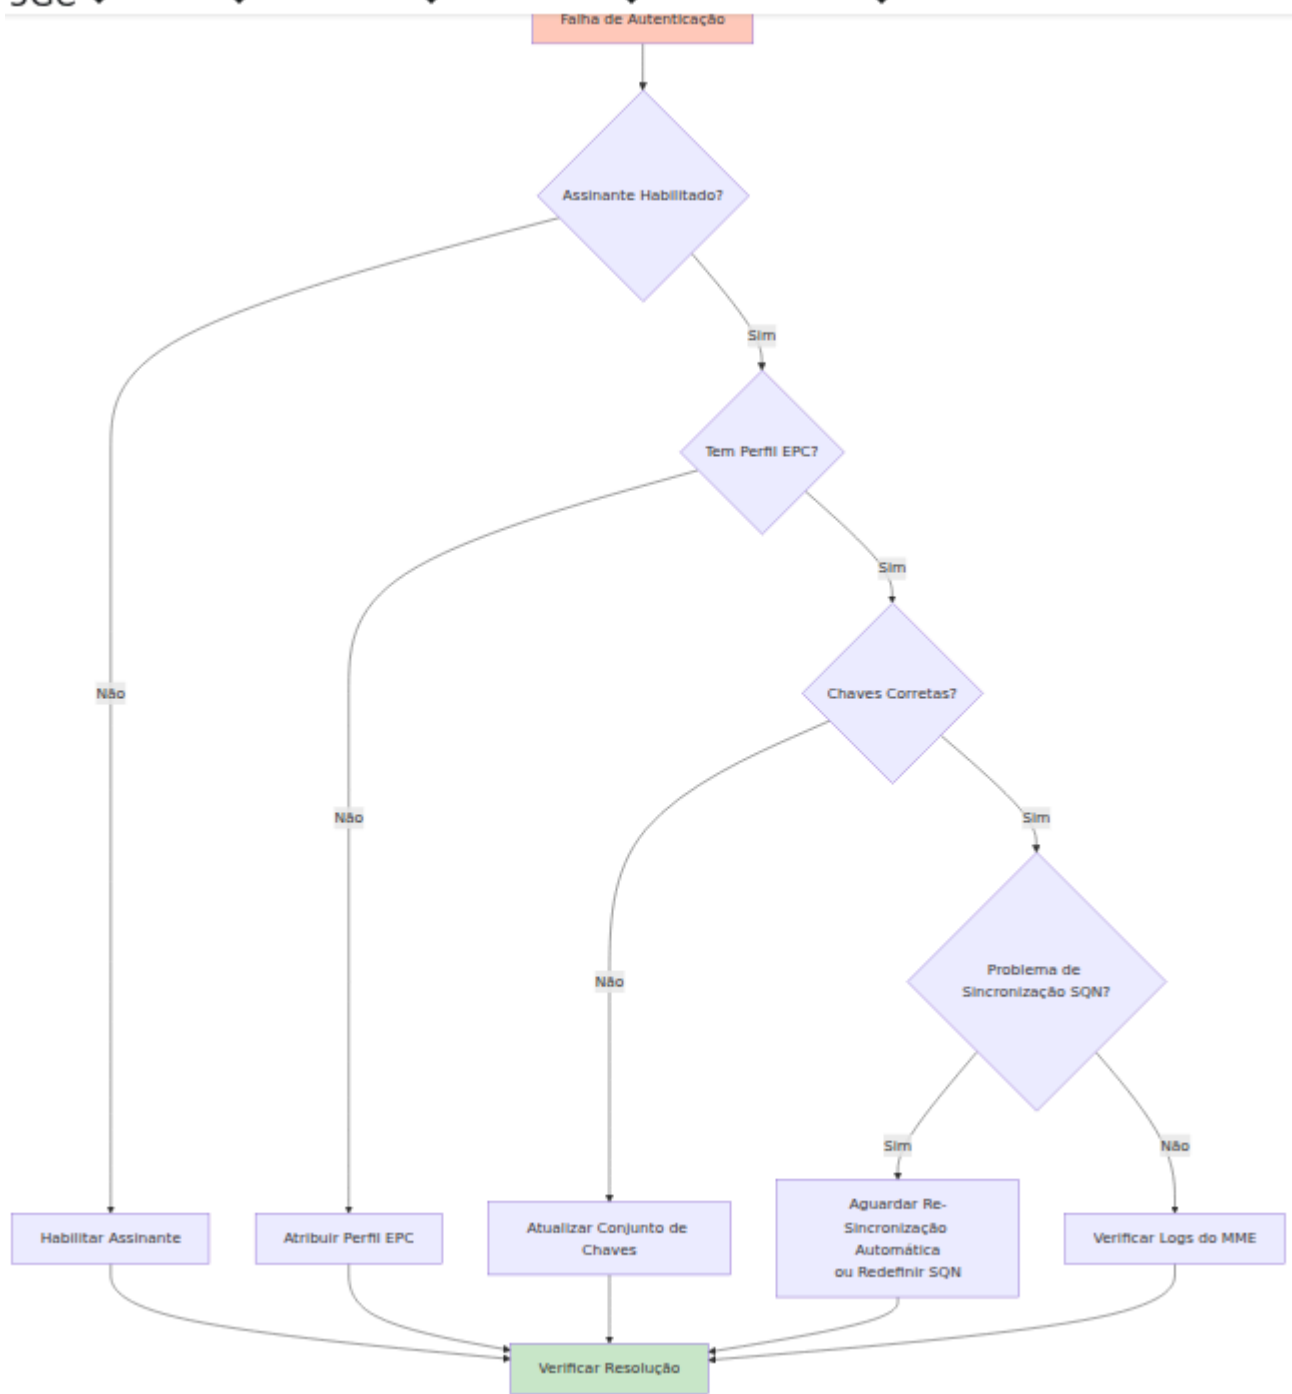 Falha de Autenticação
Assinante Habilitado?
Sim
Tem Perfil EPC?
Sim
Chaves Corretas?
Não
Não
Sim
Problema de
Sincronização SQN?
Não
Sim
Não
Habilitar Assinante
Atribuir Perfil EPC
Atualizar Conjunto de
Chaves
Aguardar Re-
Sincronização
Automática
ou Redefinir SQN
Verificar Logs do MME
Verificar Resolução